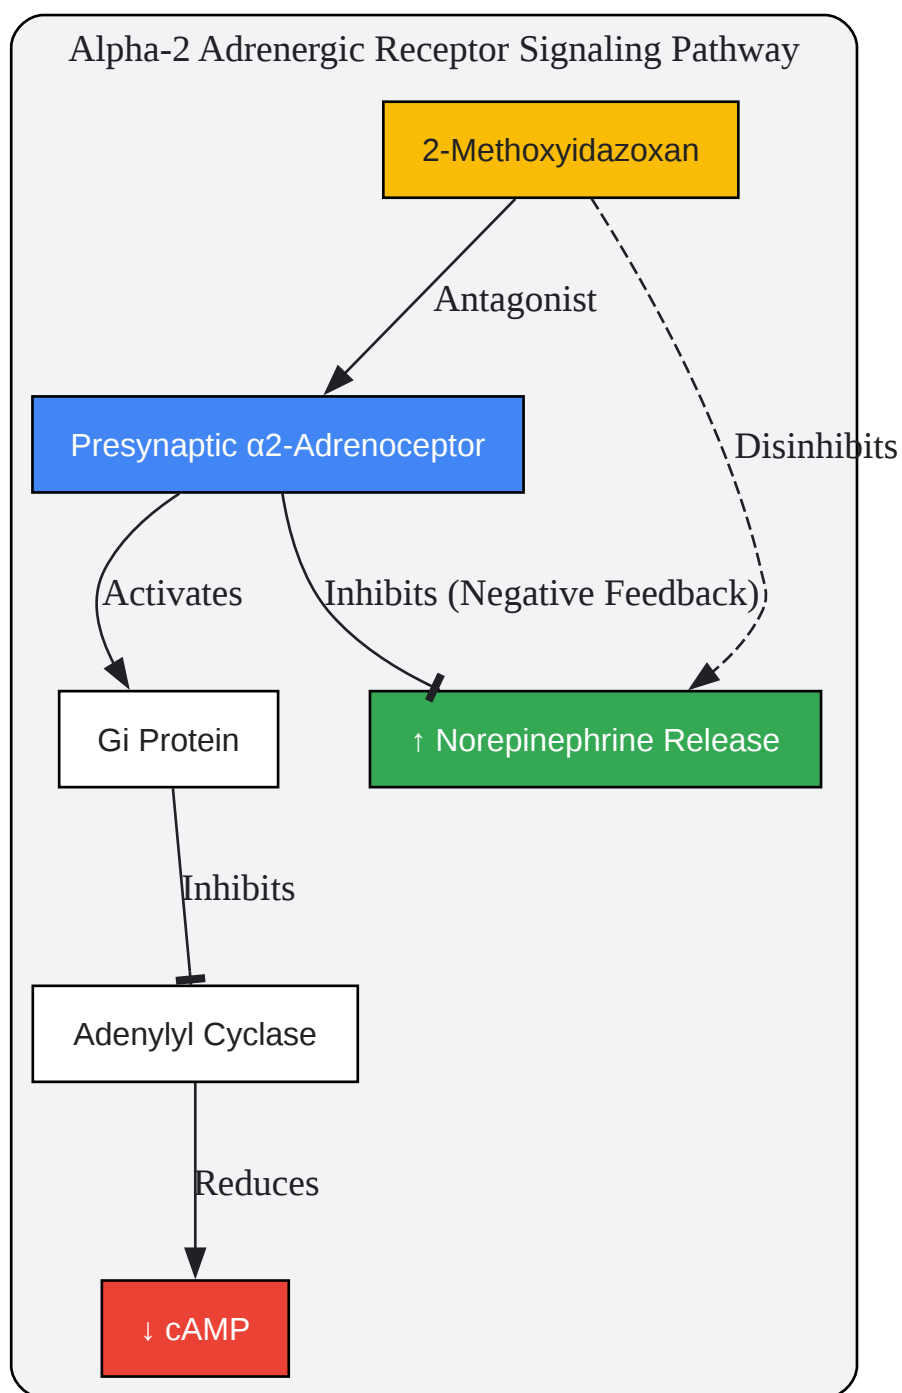 Alpha-2 Adrenergic Receptor Signaling Pathway
2-Methoxyidazoxan
Antagonist
Presynaptic α2-Adrenoceptor
Disinhibits
Activates
Inhibits (Negative Feedback)
Gi Protein
↑ Norepinephrine Release
Inhibits
Adenylyl Cyclase
Reduces
↓ cAMP